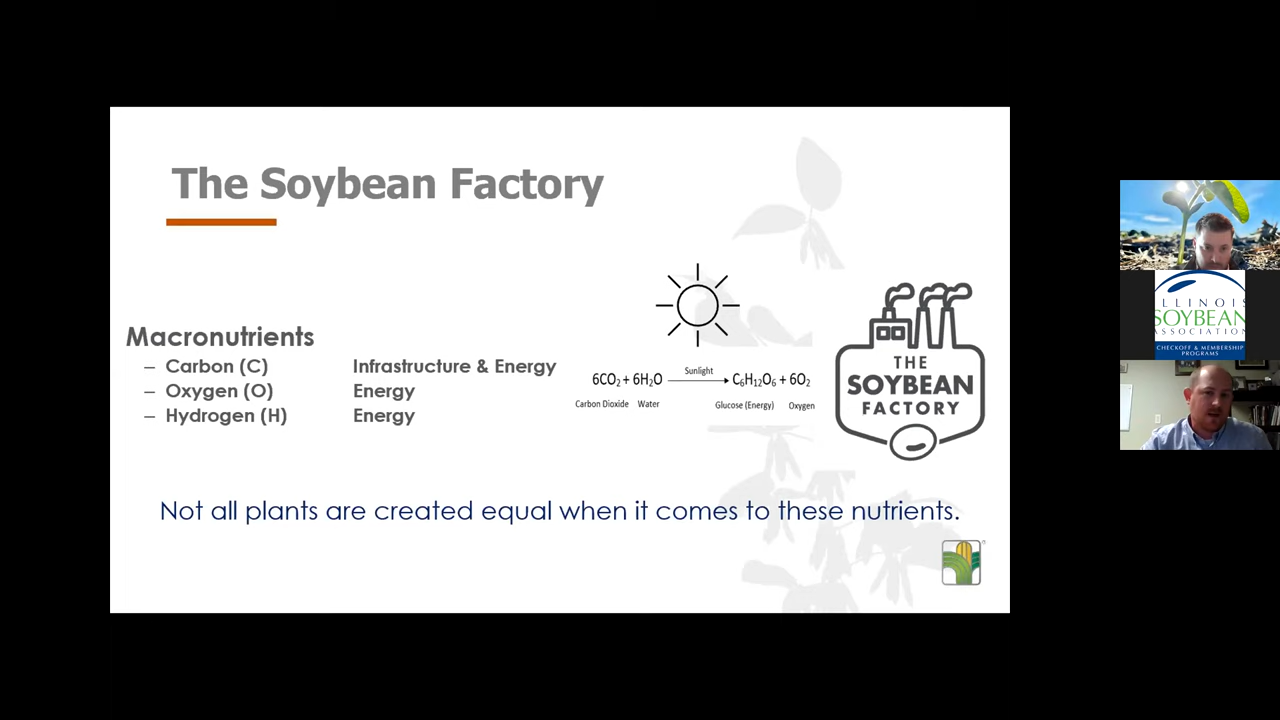 The Soybean Factory
Macronutrients
– Carbon (C) Infrastructure & Energy
– Oxygen (O) Energy
– Hydrogen (H) Energy
Sunlight
6CO₂ + 6H₂O → C₆H₁₂O₆ + 6O₂
Carbon Dioxide Water Glucose (Energy) Oxygen
THE
SOYBEAN
FACTORY
Not all plants are created equal when it comes to these nutrients.
ILLINOIS
SOYBEAN
ASSOCIATION
CHECKOFF & MEMBERSHIP
PROGRAMS